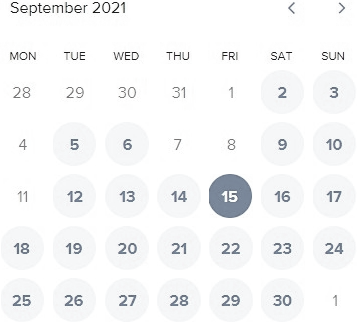 September 2021
MON TUE WED THU FRI SAT SUN
28 29 30 31 1 2 3
4 5 6 7 8 9 10
11 12 13 14 15 16 17
18 19 20 21 22 23 24
25 26 27 28 29 30 1